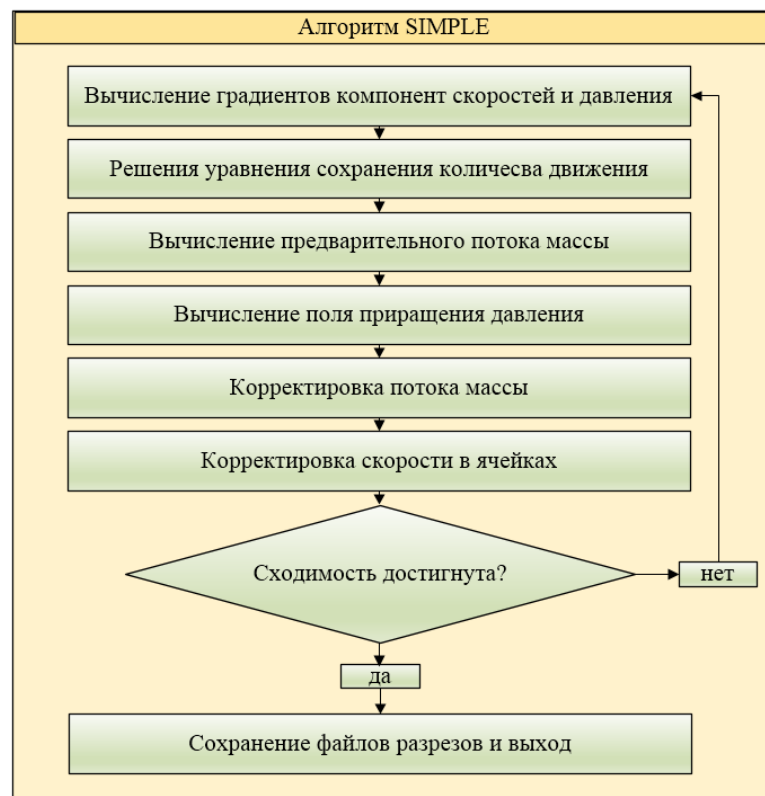 Алгоритм SIMPLE
Вычисление градиентов компонент скоростей и давления
Решения уравнения сохранения количесва движения
Вычисление предварительного потока массы
Вычисление поля приращения давления
Корректировка потока массы
Корректировка скорости в ячейках
Сходимость достигнута?
нет
да
Сохранение файлов разрезов и выход